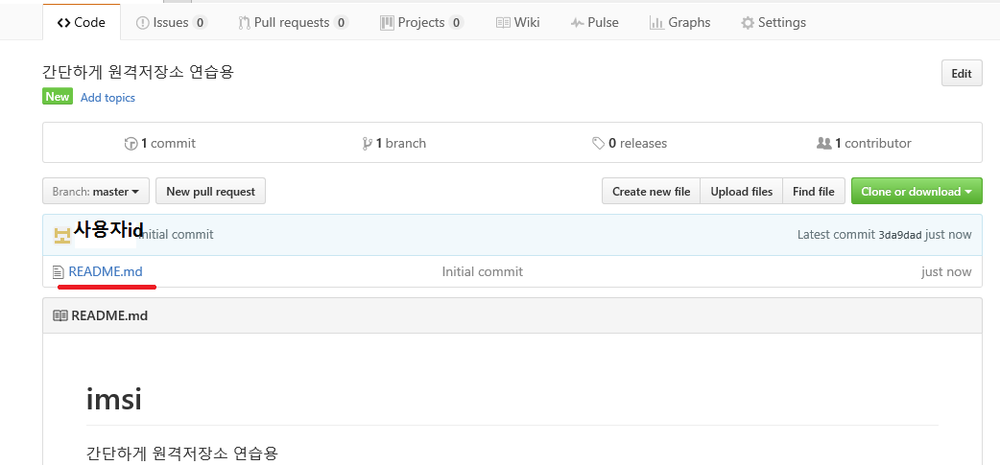 Code Issues 0 Pull requests 0 Projects 0 Wiki Pulse Graphs Settings
간단하게 원격저장소 연습용 Edit
New Add topics
1 commit 1 branch 0 releases 1 contributor
Branch: master New pull request Create new file Upload files Find file Clone or download
사용자id Initial commit Latest commit 3da9dad just now
README.md Initial commit just now
README.md
imsi
간단하게 원격저장소 연습용